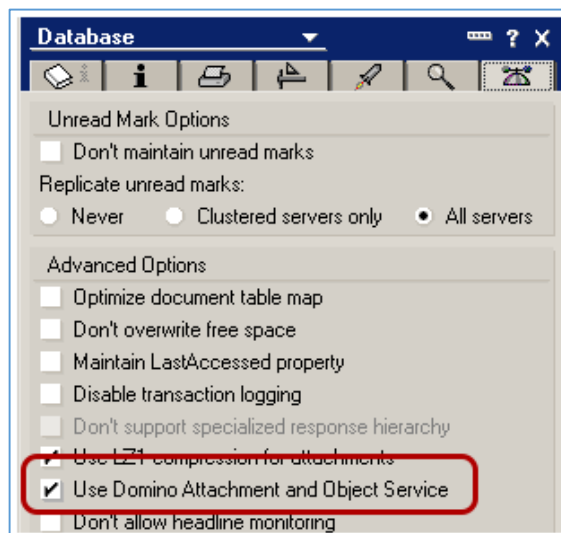 Database
? X
i
Unread Mark Options
Don't maintain unread marks
Replicate unread marks:
Never Clustered servers only All servers
Advanced Options
Optimize document table map
Don't overwrite free space
Maintain LastAccessed property
Disable transaction logging
Don't support specialized response hierarchy
Use LZ1 compression for attachments
Use Domino Attachment and Object Service
Don't allow headline monitoring